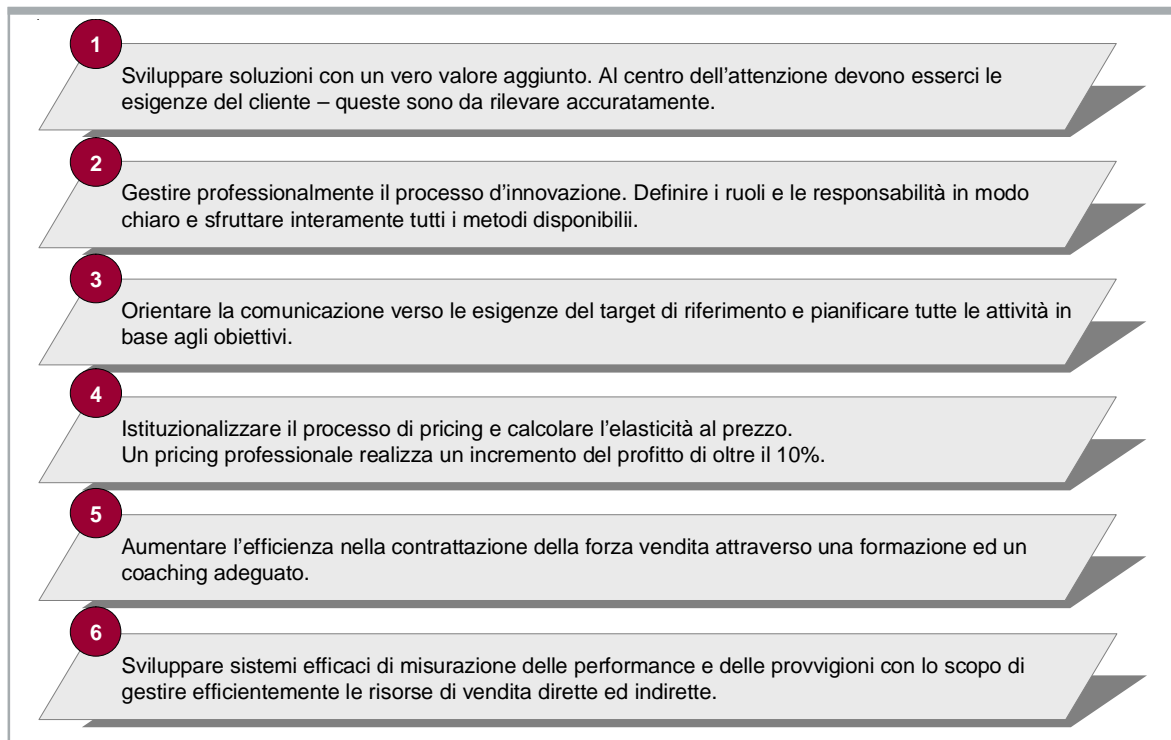 1
Sviluppare soluzioni con un vero valore aggiunto. Al centro dell’attenzione devono esserci le
esigenze del cliente – queste sono da rilevare accuratamente.
2
Gestire professionalmente il processo d’innovazione. Definire i ruoli e le responsabilità in modo
chiaro e sfruttare interamente tutti i metodi disponibilii.
3
Orientare la comunicazione verso le esigenze del target di riferimento e pianificare tutte le attività in
base agli obiettivi.
4
Istituzionalizzare il processo di pricing e calcolare l’elasticità al prezzo.
Un pricing professionale realizza un incremento del profitto di oltre il 10%.
5
Aumentare l’efficienza nella contrattazione della forza vendita attraverso una formazione ed un
coaching adeguato.
6
Sviluppare sistemi efficaci di misurazione delle performance e delle provvigioni con lo scopo di
gestire efficientemente le risorse di vendita dirette ed indirette.